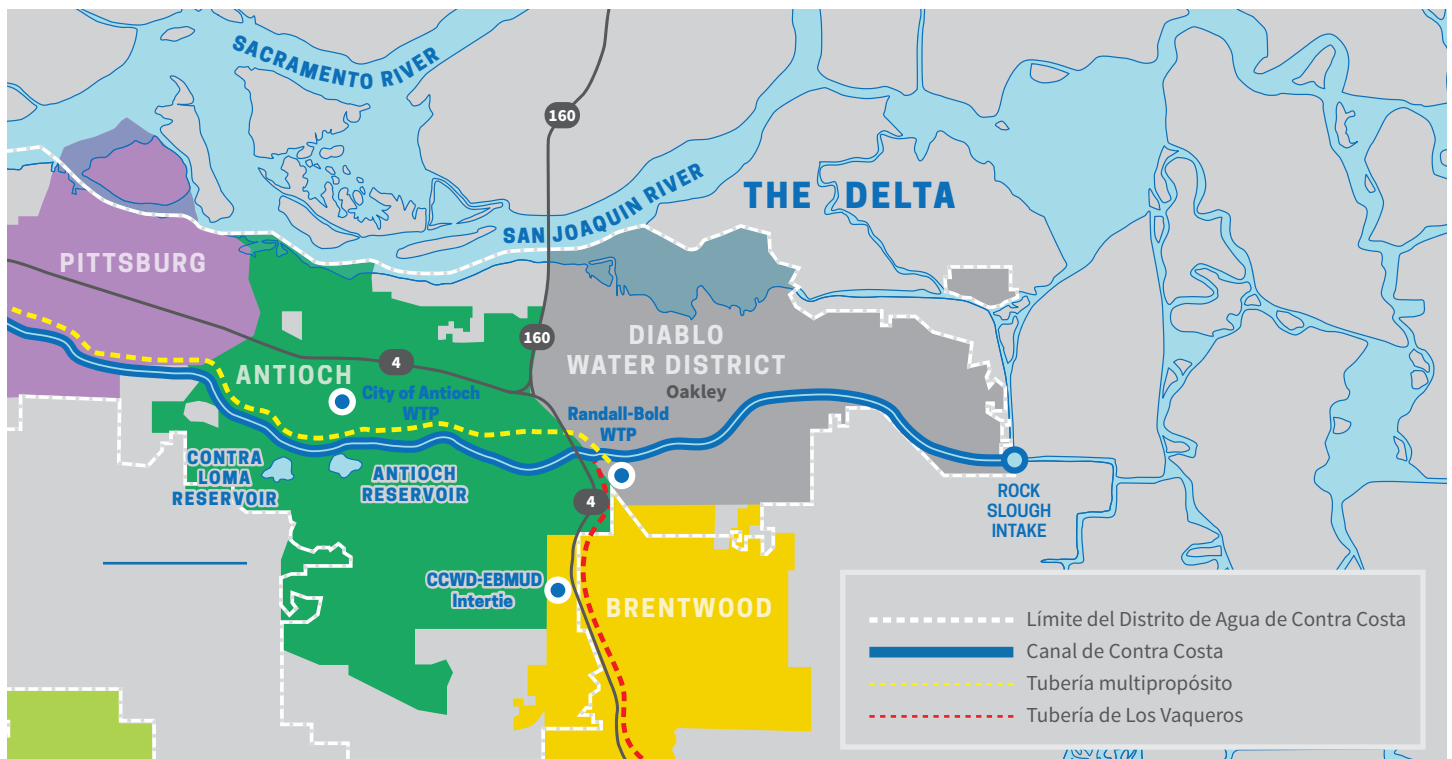 SACRAMENTO RIVER
160
THE DELTA
SAN JOAQUIN RIVER
PITTSBURG
160
DIABLO
WATER DISTRICT
Oakley
4
ANTIOCH
City of Antioch
WTP
Randall-Bold
WTP
CONTRA
LOMA
RESERVOIR
ANTIOCH
RESERVOIR
4
ROCK
SLOUGH
INTAKE
CCWD-EBMUD
Intertie
BRENTWOOD
Límite del Distrito de Agua de Contra Costa
Canal de Contra Costa
Tubería multipropósito
Tubería de Los Vaqueros